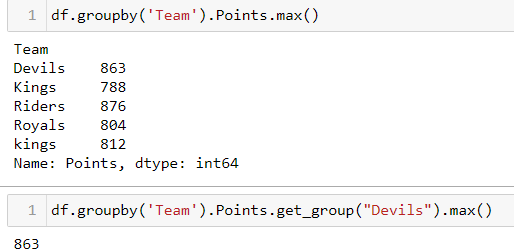 1 df.groupby('Team').Points.max()
Team
Devils    863
Kings     788
Riders    876
Royals    804
kings     812
Name: Points, dtype: int64
1 df.groupby('Team').Points.get_group("Devils").max()
863